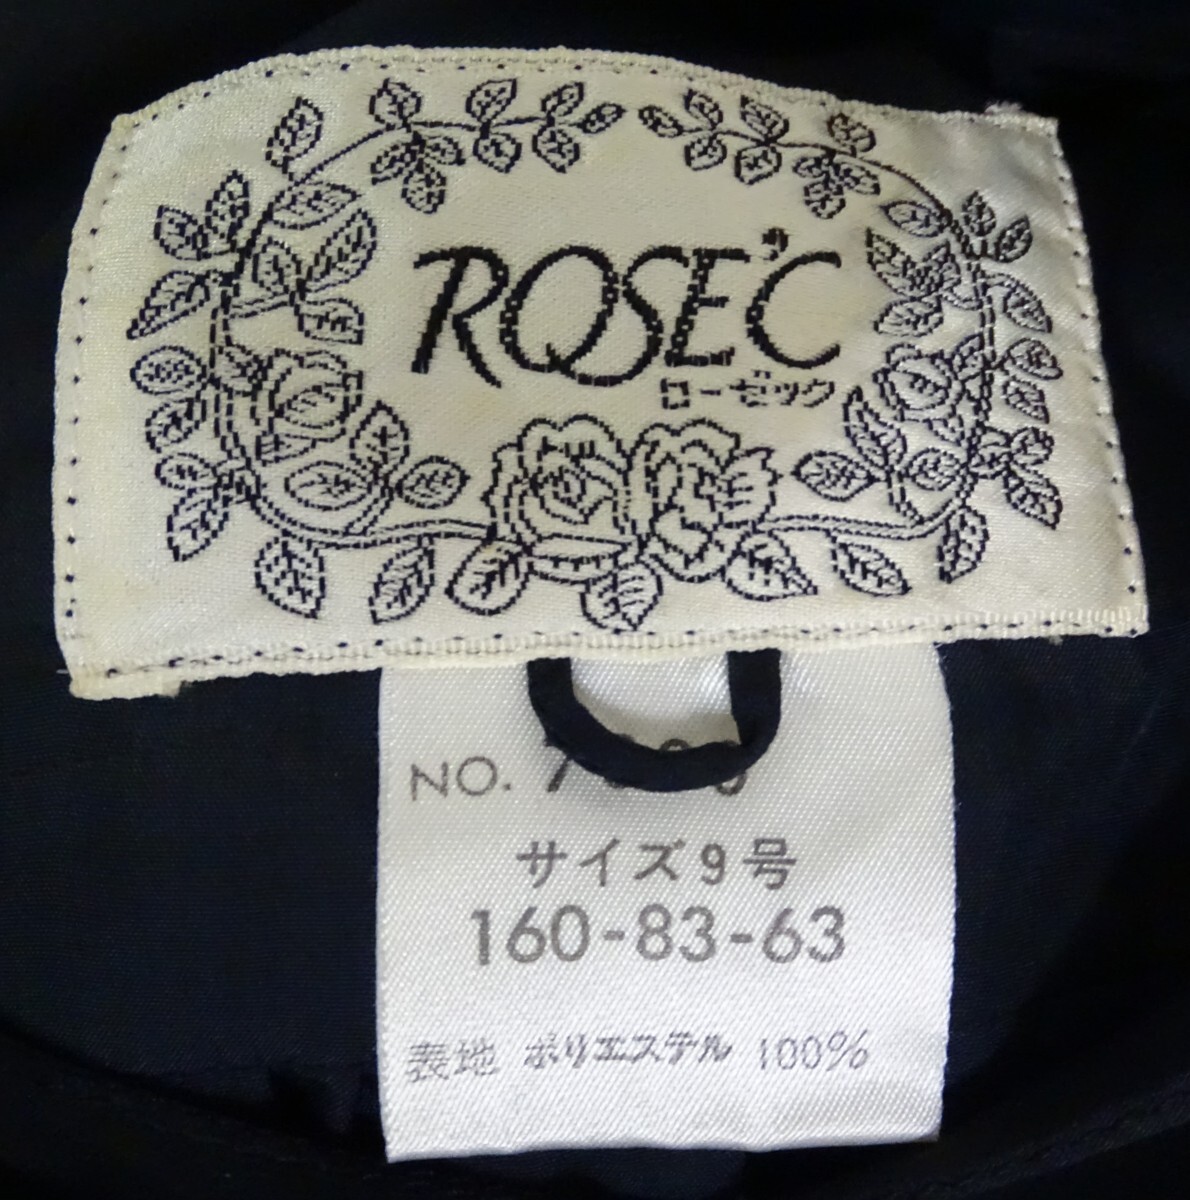 ROSE'C
ローゼック
NO.
サイズ9号
160-83-63
表地 ポリエステル 100%